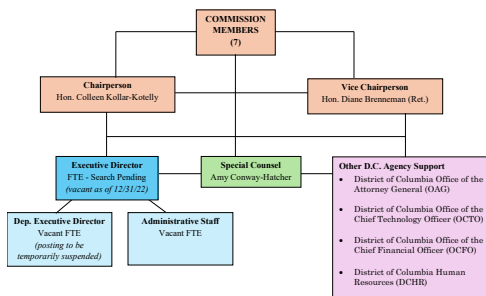 COMMISSION
MEMBERS
(7)
Chairperson
Hon. Colleen Kollar-Kotelly
Vice Chairperson
Hon. Diane Brenneman (Ret.)
Executive Director
FTE - Search Pending
(vacant as of 12/31/22)
Special Counsel
Amy Conway-Hatcher
Other D.C. Agency Support
• District of Columbia Office of the
Attorney General (OAG)
• District of Columbia Office of the
Chief Technology Officer (OCTO)
• District of Columbia Office of the
Chief Financial Officer (OCFO)
• District of Columbia Human
Resources (DCHR)
Dep. Executive Director
Vacant FTE
(posting to be
temporarily suspended)
Administrative Staff
Vacant FTE